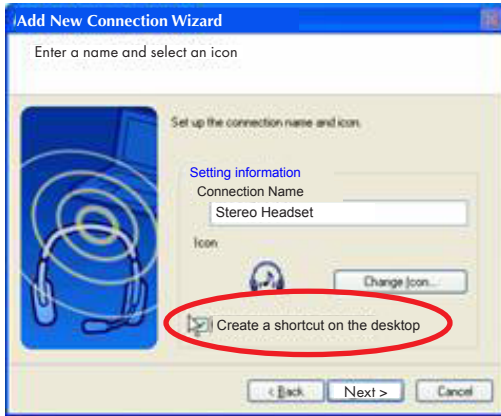 Add New Connection Wizard
Enter a name and select an icon
Set up the connection name and icon.
Setting information
Connection Name
Stereo Headset
Icon
Change Icon...
Create a shortcut on the desktop
< Back Next > Cancel